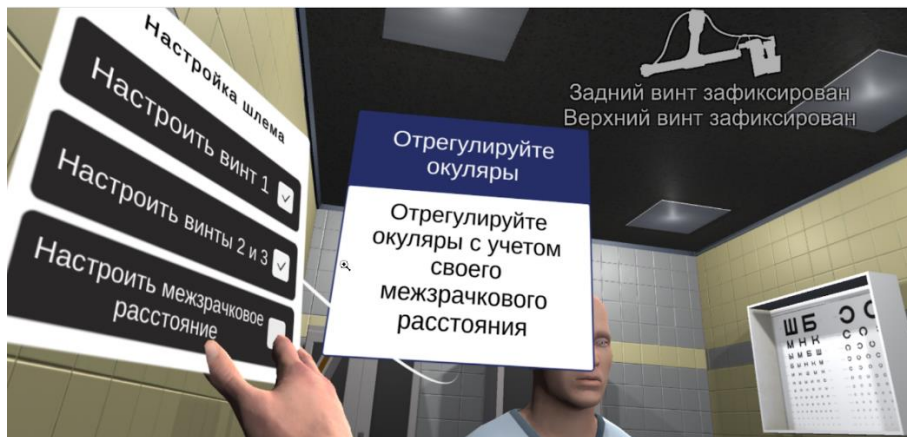 Настройка шлема
Настроить винт 1
Настроить винты 2 и 3
Настроить межзрачковое
расстояние
Отрегулируйте
окуляры
Отрегулируйте
окуляры с учетом
своего
межзрачкового
расстояния
Задний винт зафиксирован
Верхний винт зафиксирован
Ш Б
М Н К
Ы М Б Ш